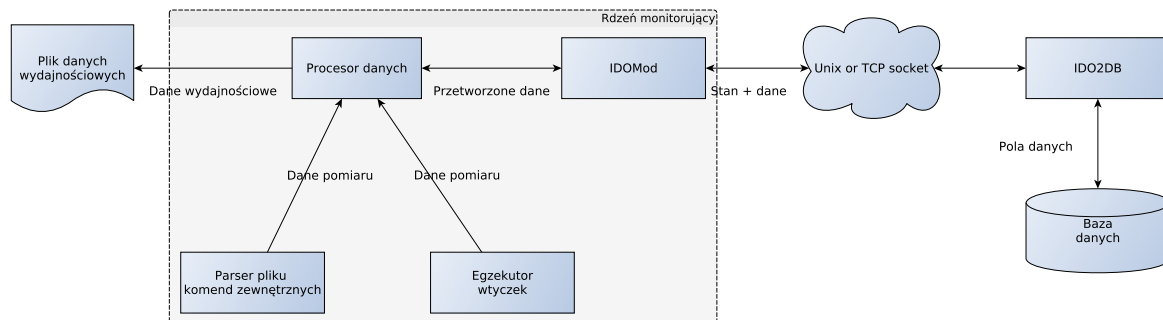 Rdzeń monitorujący
Plik danych
wydajnościowych
Procesor danych
IDOMod
Unix or TCP socket
IDO2DB
Dane wydajnościowe
Przetworzone dane
Stan + dane
Pola danych
Dane pomiaru
Dane pomiaru
Baza
danych
Parser pliku
komend zewnętrznych
Egzekutor
wtyczek